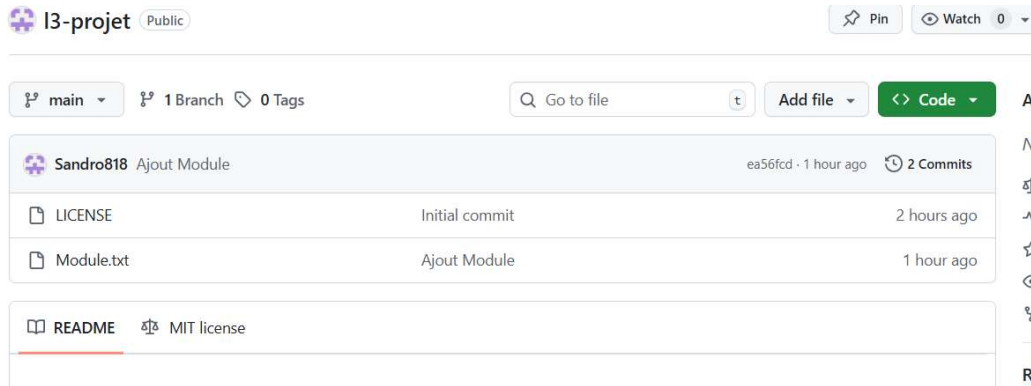 l3-projet Public Pin Watch 0
main 1 Branch 0 Tags Go to file t Add file Code
Sandro818 Ajout Module ea56fcd · 1 hour ago 2 Commits
LICENSE Initial commit 2 hours ago
Module.txt Ajout Module 1 hour ago
README MIT license